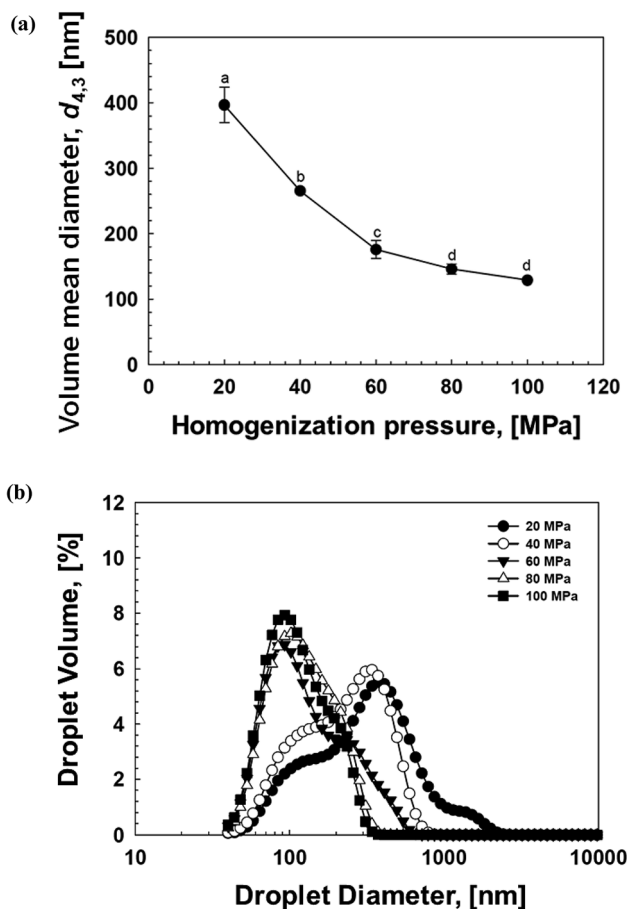 (a)
Volume mean diameter, d4,3 [nm]
500
400
300
200
100
0
a
b
c
d
d
0 20 40 60 80 100 120
Homogenization pressure, [MPa]
(b)
Droplet Volume, [%]
12
10
8
6
4
2
0
20 MPa
40 MPa
60 MPa
80 MPa
100 MPa
10 100 1000 10000
Droplet Diameter, [nm]